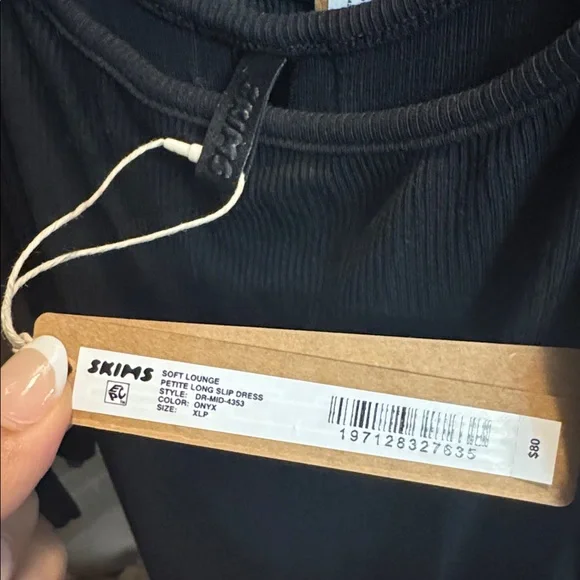 SKIMS
SKIMS
SOFT LOUNGE
PETITE LONG SLIP DRESS
STYLE: DR-MID-4353
COLOR: ONYX
SIZE: XLP
197128327635
$80